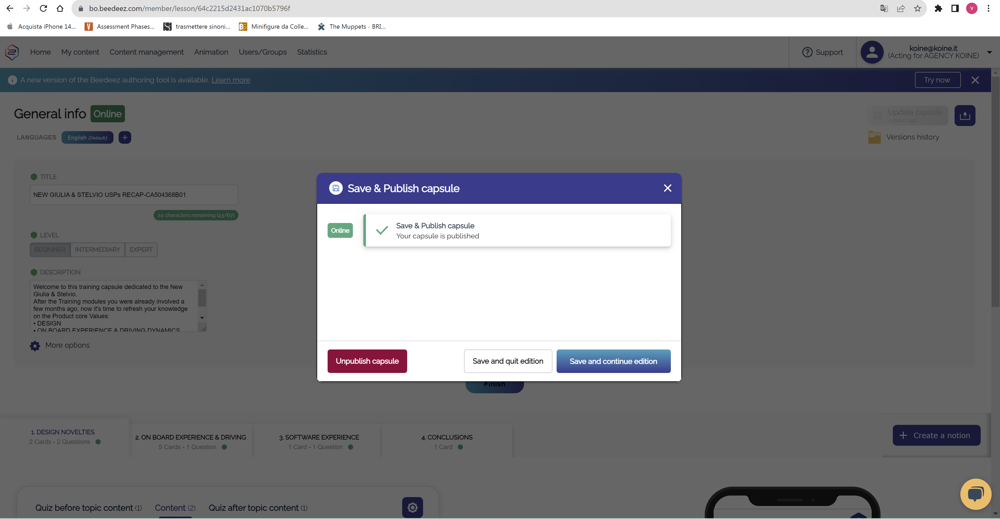 bo.beedeez.com/member/lesson/64c2215d2431ac1070b5796f
V
Acquista iPhone 14... Assessment Phases... trasmettere sinoni... Minifigure da Colle... The Muppets - BRI...
Home My content Content management Animation Users/Groups Statistics
Support
koine@koine.it
(Acting for AGENCY KOINE)
A new version of the Beedeez authoring tool is available. Learn more
Try now
General info Online
Update capsule
2 hours ago
LANGUAGES English (Default) +
Versions history
TITLE
NEW GIULIA & STELVIO USPs RECAP-CA504368B01
24 characters remaining (43/67)
LEVEL
BEGINNER INTERMEDIARY EXPERT
DESCRIPTION
Welcome to this training capsule dedicated to the New
Giulia & Stelvio.
After the Training modules you were already involved a
few months ago, now it's time to refresh your knowledge
on the Product core Values:
• DESIGN
• ON BOARD EXPERIENCE & DRIVING DYNAMICS
More options
Save & Publish capsule
Online
Save & Publish capsule
Your capsule is published
Unpublish capsule
Save and quit edition
Save and continue edition
Finish
1. DESIGN NOVELTIES
2 Cards - 2 Questions
2. ON BOARD EXPERIENCE & DRIVING
5 Cards - 1 Question
3. SOFTWARE EXPERIENCE
1 Card - 1 Question
4. CONCLUSIONS
1 Card
+ Create a notion
Quiz before topic content (1) Content (2) Quiz after topic content (1)